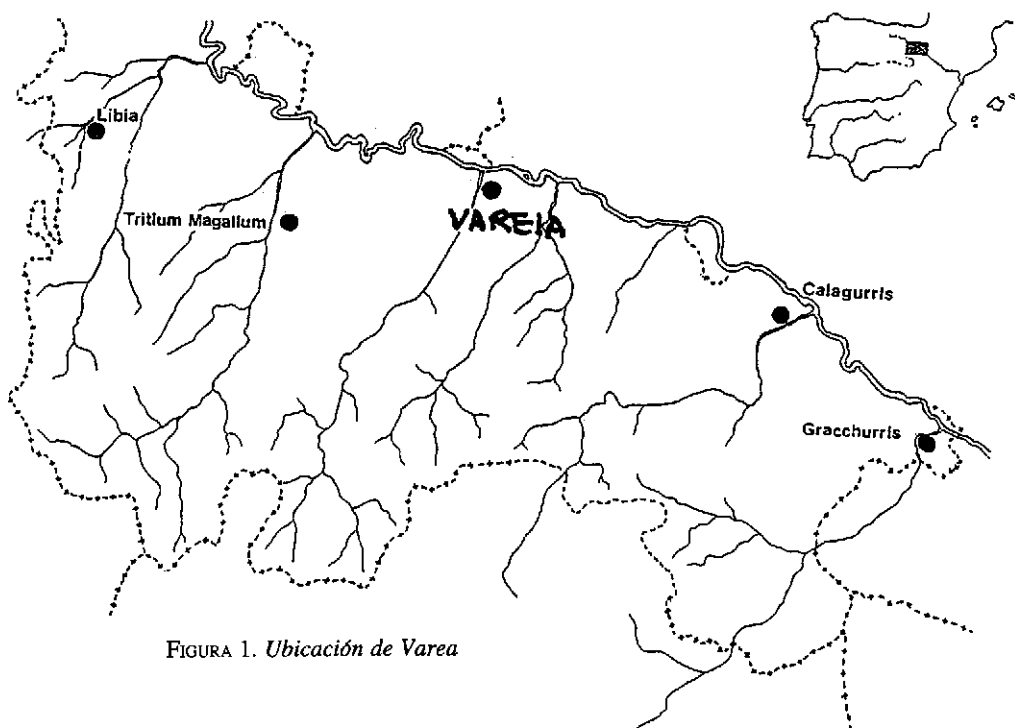 Libia
Tritium Magallum
VAREIA
Calagurris
Gracchurris
FIGURA 1. Ubicación de Varea